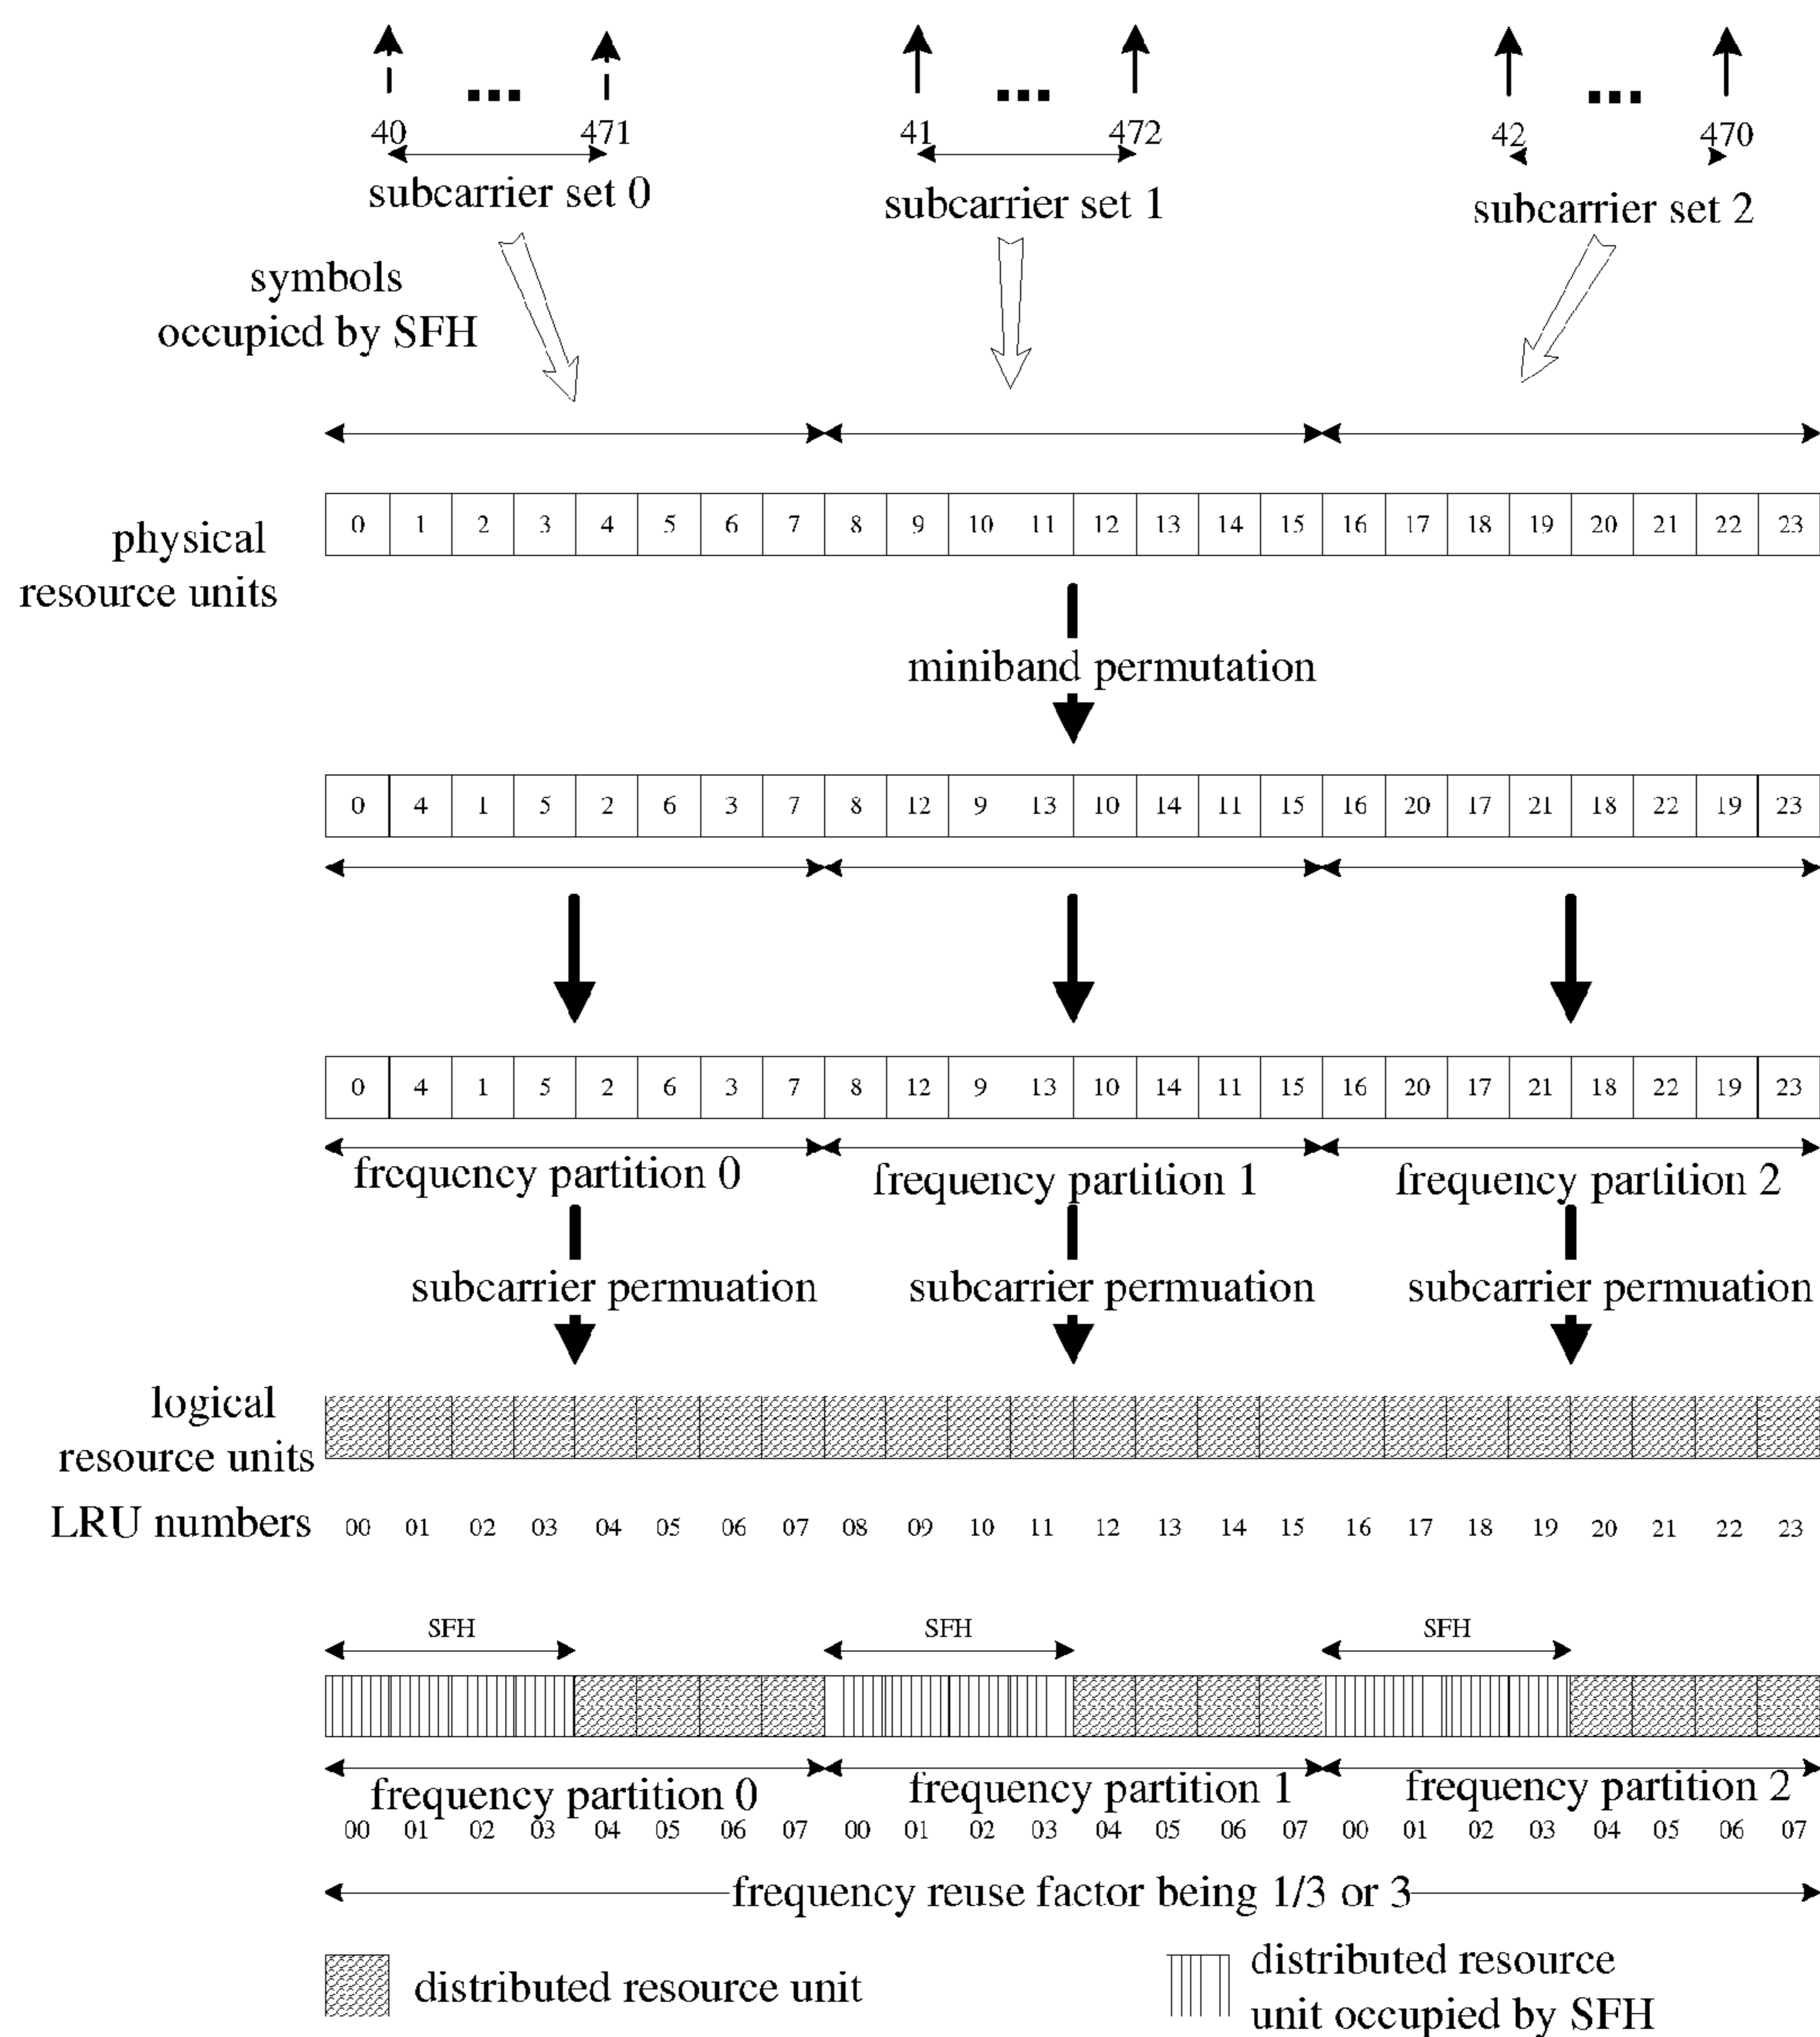 40 ... 471 41 ... 472 42 ... 470
subcarrier set 0 subcarrier set 1 subcarrier set 2
symbols
occupied by SFH
physical
resource units
0 1 2 3 4 5 6 7 8 9 10 11 12 13 14 15 16 17 18 19 20 21 22 23
miniband permutation
0 4 1 5 2 6 3 7 8 12 9 13 10 14 11 15 16 20 17 21 18 22 19 23
0 4 1 5 2 6 3 7 8 12 9 13 10 14 11 15 16 20 17 21 18 22 19 23
frequency partition 0 frequency partition 1 frequency partition 2
subcarrier permuation subcarrier permuation subcarrier permuation
logical
resource units
LRU numbers 00 01 02 03 04 05 06 07 08 09 10 11 12 13 14 15 16 17 18 19 20 21 22 23
SFH SFH SFH
frequency partition 0 frequency partition 1 frequency partition 2
00 01 02 03 04 05 06 07 00 01 02 03 04 05 06 07 00 01 02 03 04 05 06 07
frequency reuse factor being 1/3 or 3
distributed resource unit
distributed resource
unit occupied by SFH